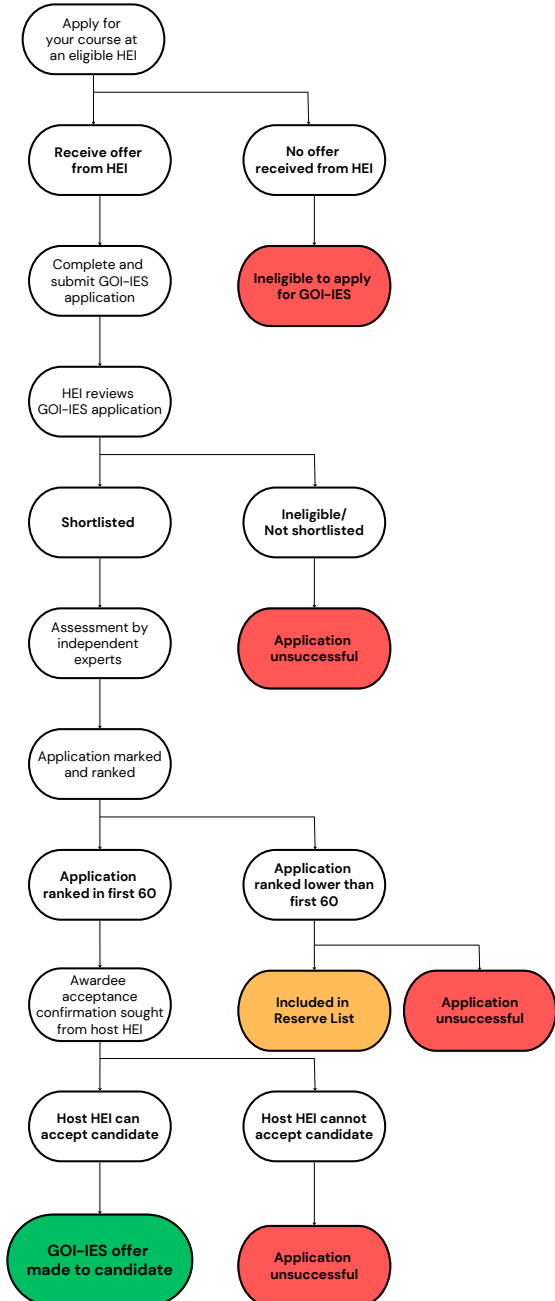 Apply for
your course at
an eligible HEI
Receive offer
from HEI
No offer
received from HEI
Complete and
submit GOI-IES
application
Ineligible to apply
for GOI-IES
HEI reviews
GOI-IES application
Shortlisted
Ineligible/
Not shortlisted
Assessment by
independent
experts
Application
unsuccessful
Application marked
and ranked
Application
ranked in first 60
Application
ranked lower than
first 60
Awardee
acceptance
confirmation sought
from host HEI
Included in
Reserve List
Application
unsuccessful
Host HEI can
accept candidate
Host HEI cannot
accept candidate
GOI-IES offer
made to candidate
Application
unsuccessful